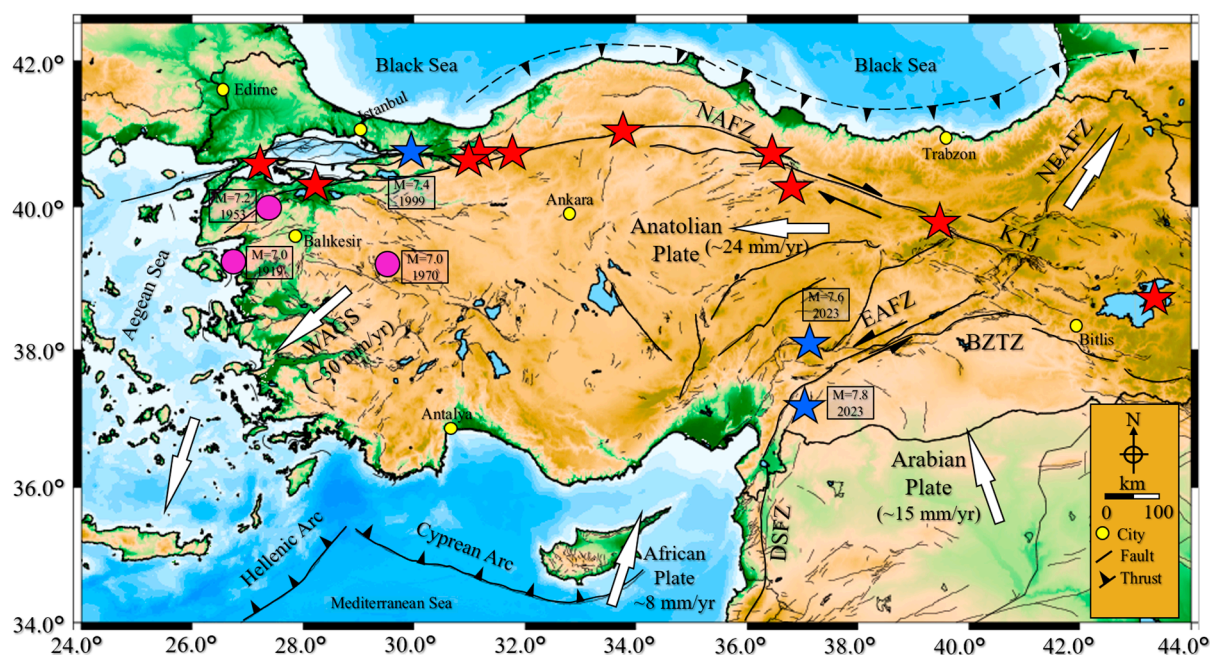 42.0°
40.0°
38.0°
36.0°
34.0°
Black Sea
Black Sea
Edirne
İstanbul
NAFZ
Trabzon
NEAFZ
M=7.2
1953
M=7.4
1999
Ankara
Anatolian
Plate (~24 mm/yr)
KTJ
Balıkesir
M=7.0
1919
M=7.0
1970
Aegean Sea
WAGS
(~30 mm/yr)
M=7.6
2023
EAFZ
BZTZ
Bitlis
M=7.8
2023
Antalya
Arabian
Plate
(~15 mm/yr)
DSFZ
Hellenic Arc
Cyprean Arc
African
Plate
~8 mm/yr
Mediterranean Sea
N
km
0 100
City
Fault
Thrust
24.0° 26.0° 28.0° 30.0° 32.0° 34.0° 36.0° 38.0° 40.0° 42.0° 44.0°